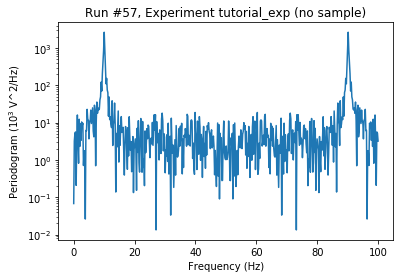 Run #57, Experiment tutorial_exp (no sample)
Periodogram (10³ V^2/Hz)
10³
10²
10¹
10⁰
10⁻¹
10⁻²
0 20 40 60 80 100
Frequency (Hz)